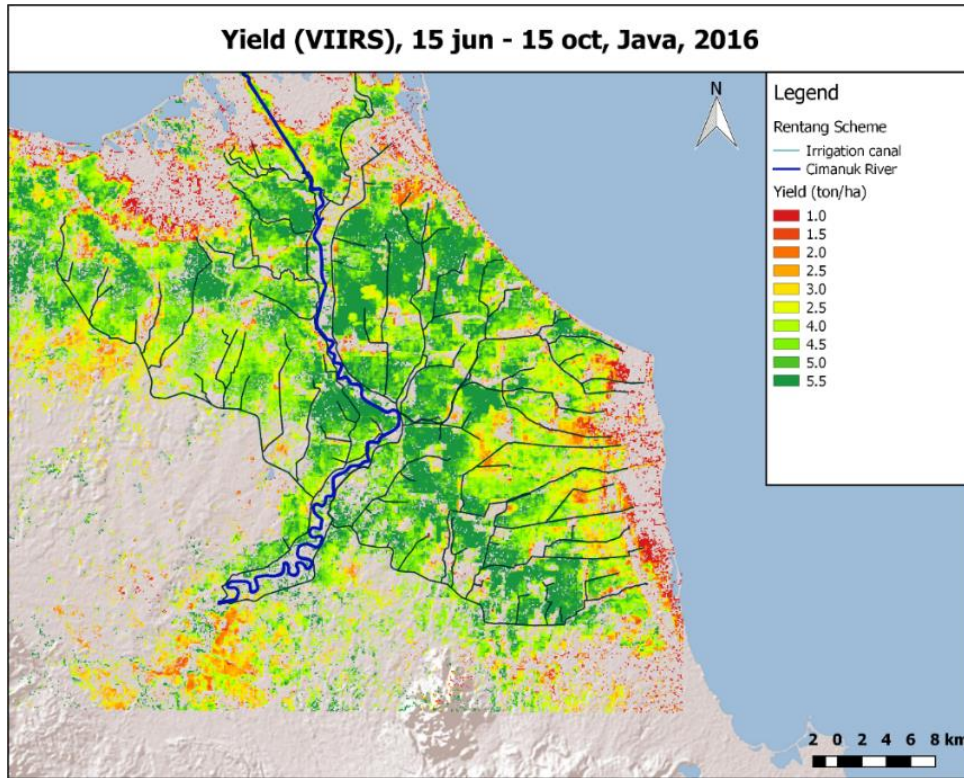 Yield (VIIRS), 15 jun - 15 oct, Java, 2016
N
Legend
Rentang Scheme
Irrigation canal
Cimanuk River
Yield (ton/ha)
1.0
1.5
2.0
2.5
3.0
2.5
4.0
4.5
5.0
5.5
2 0 2 4 6 8 km